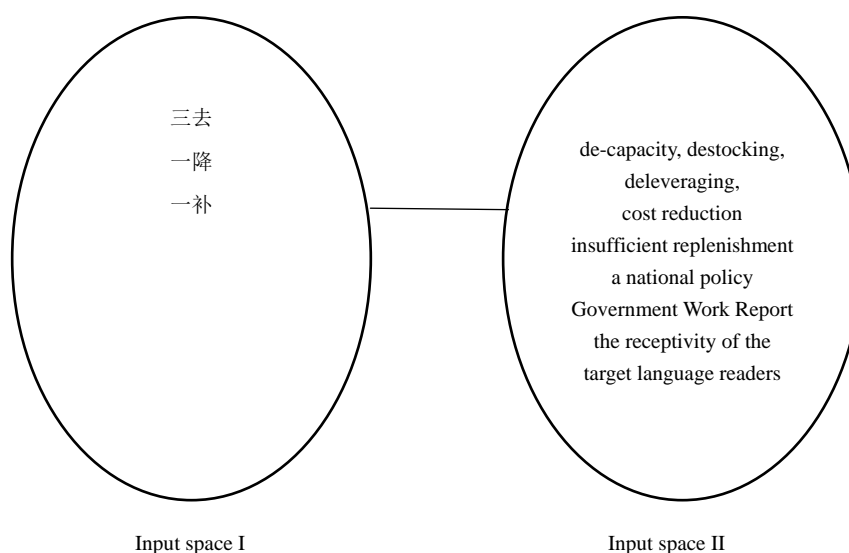 三去
一降
一补
de-capacity, destocking,
deleveraging,
cost reduction
insufficient replenishment
a national policy
Government Work Report
the receptivity of the
target language readers
Input space I
Input space II